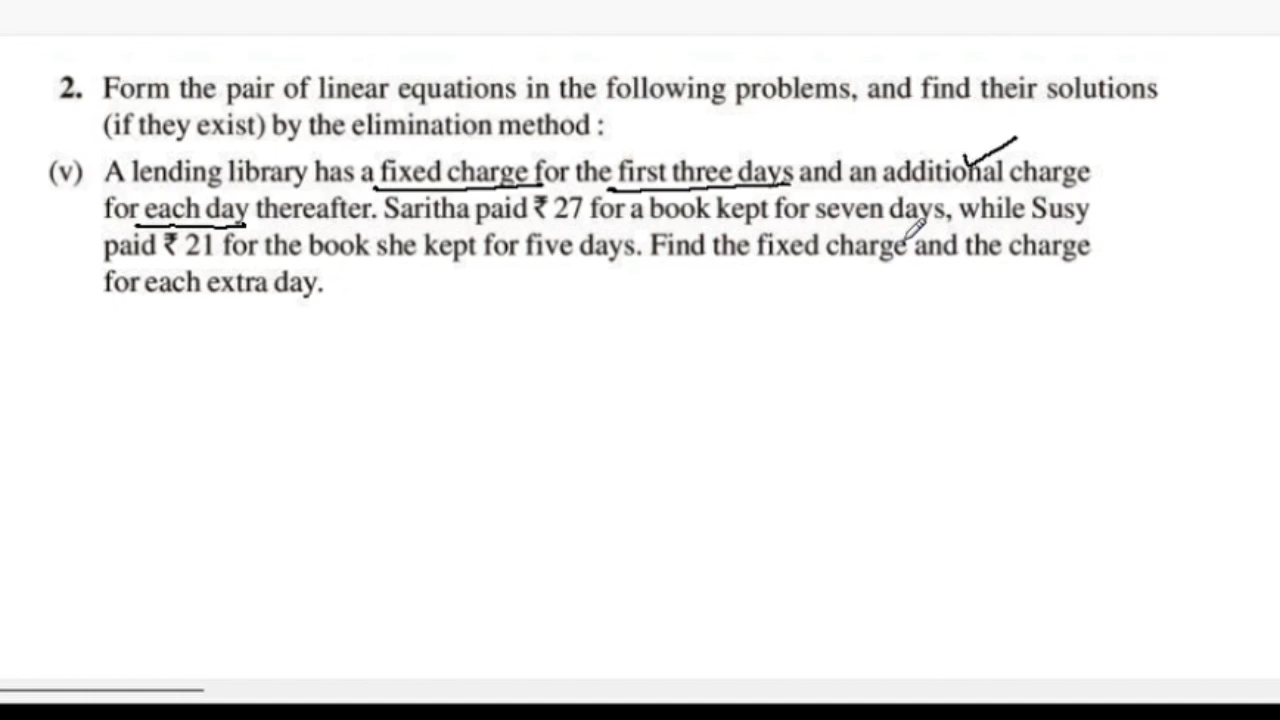 2. Form the pair of linear equations in the following problems, and find their solutions
(if they exist) by the elimination method :
(v) A lending library has a fixed charge for the first three days and an additional charge
for each day thereafter. Saritha paid ₹ 27 for a book kept for seven days, while Susy
paid ₹ 21 for the book she kept for five days. Find the fixed charge and the charge
for each extra day.